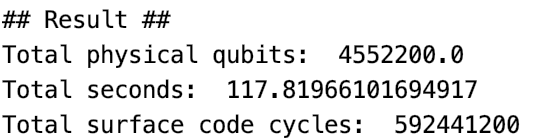 ## Result ##
Total physical qubits:  4552200.0
Total seconds:  117.81966101694917
Total surface code cycles:  592441200